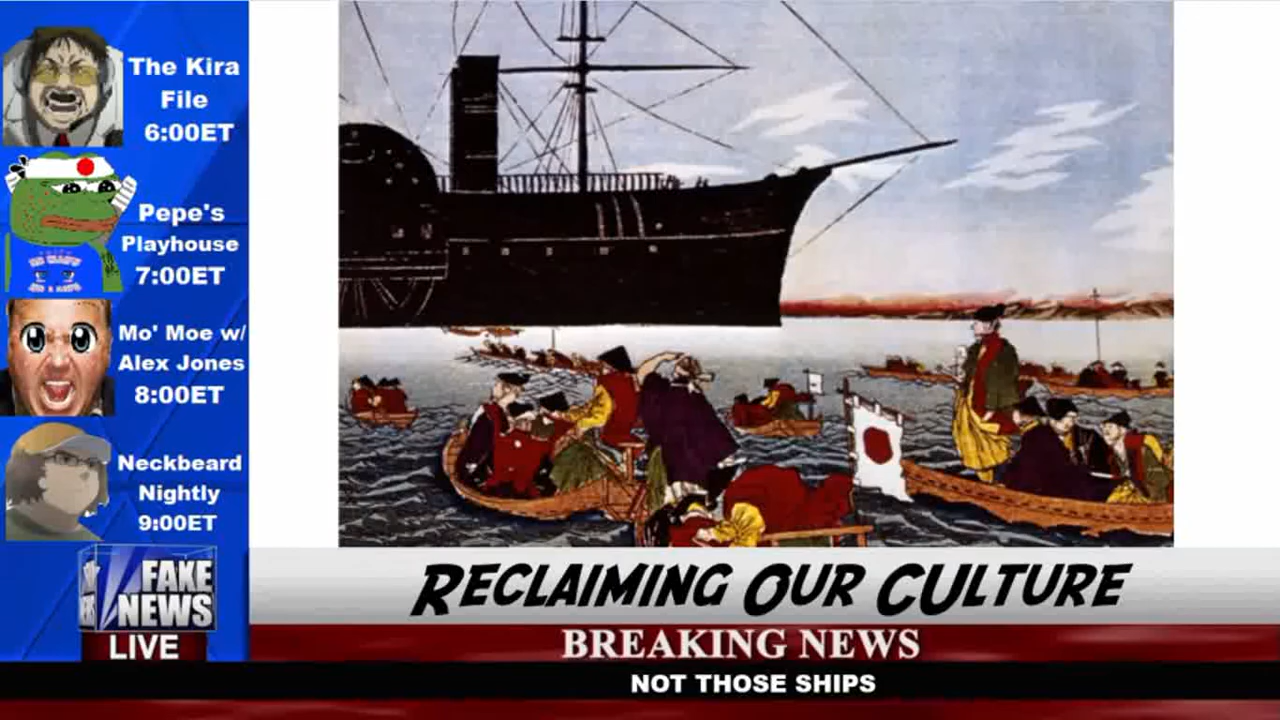 The Kira
File
6:00ET
Pepe's
Playhouse
7:00ET
Mo' Moe w/
Alex Jones
8:00ET
Neckbeard
Nightly
9:00ET
FAKE
NEWS
LIVE
RECLAIMING OUR CULTURE
BREAKING NEWS
NOT THOSE SHIPS